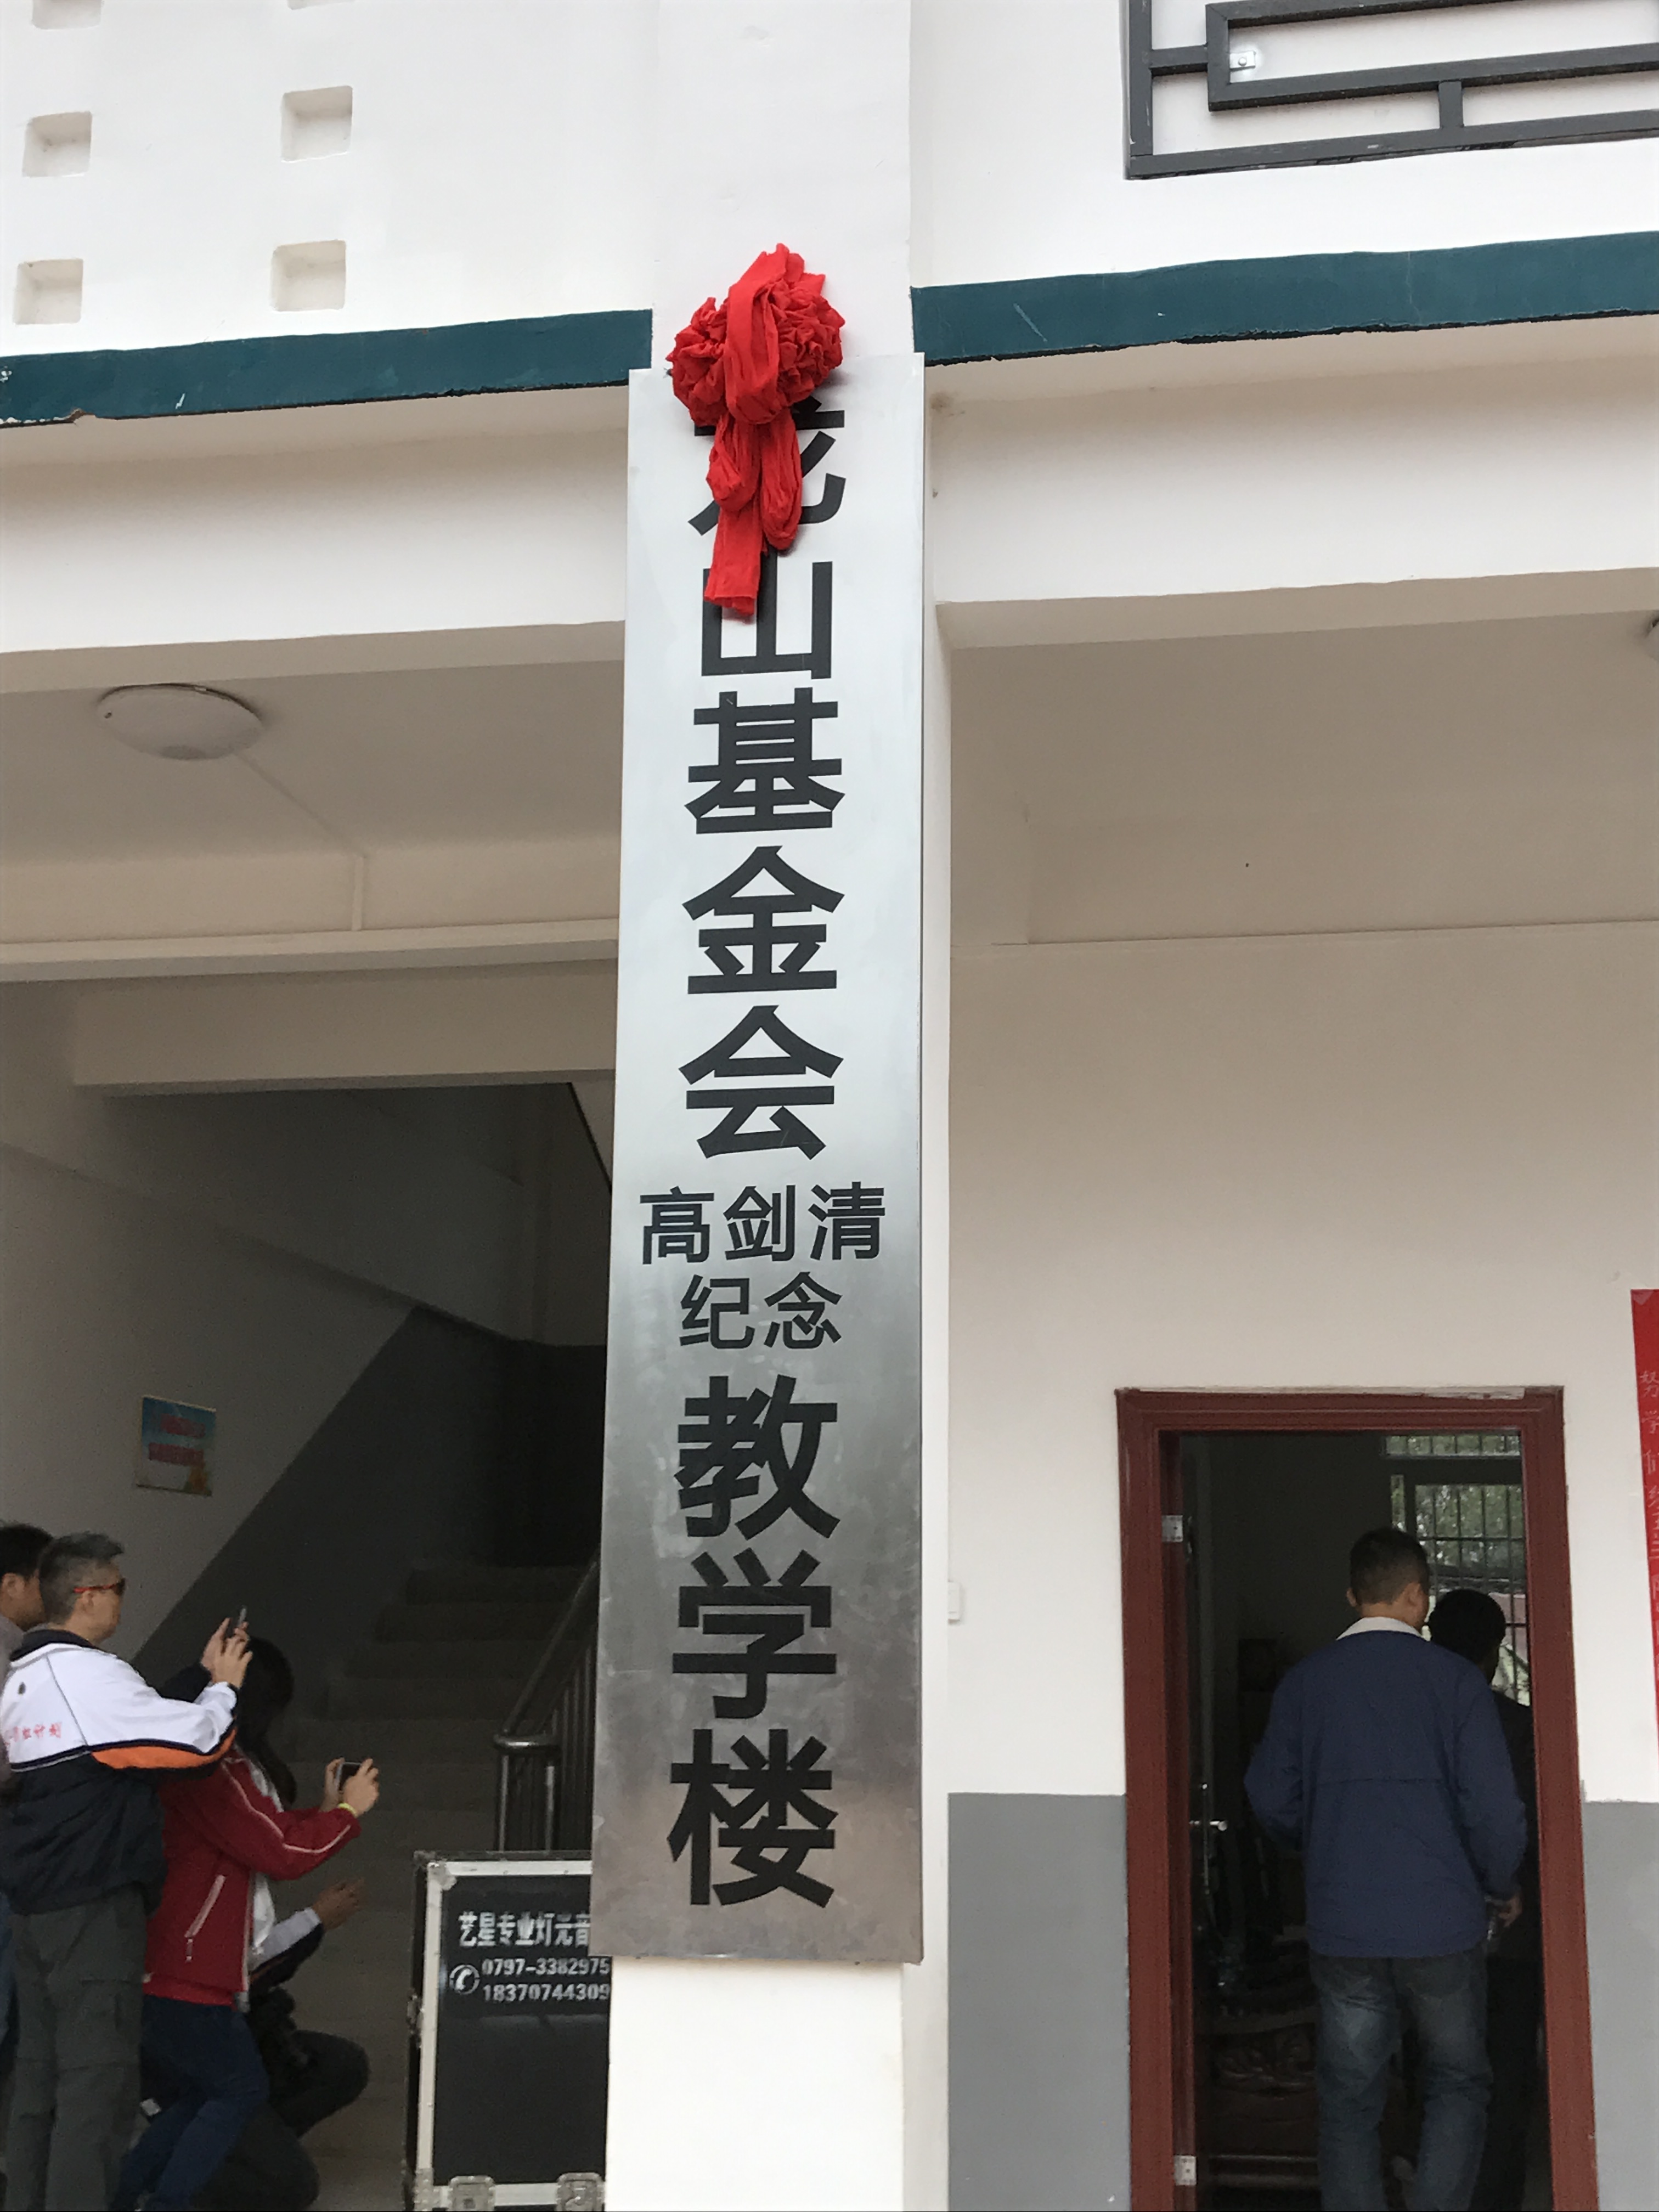 山
基
金
会
高剑清
纪念
教
学
楼
艺星专业灯光音
0797-3382975
18370744309